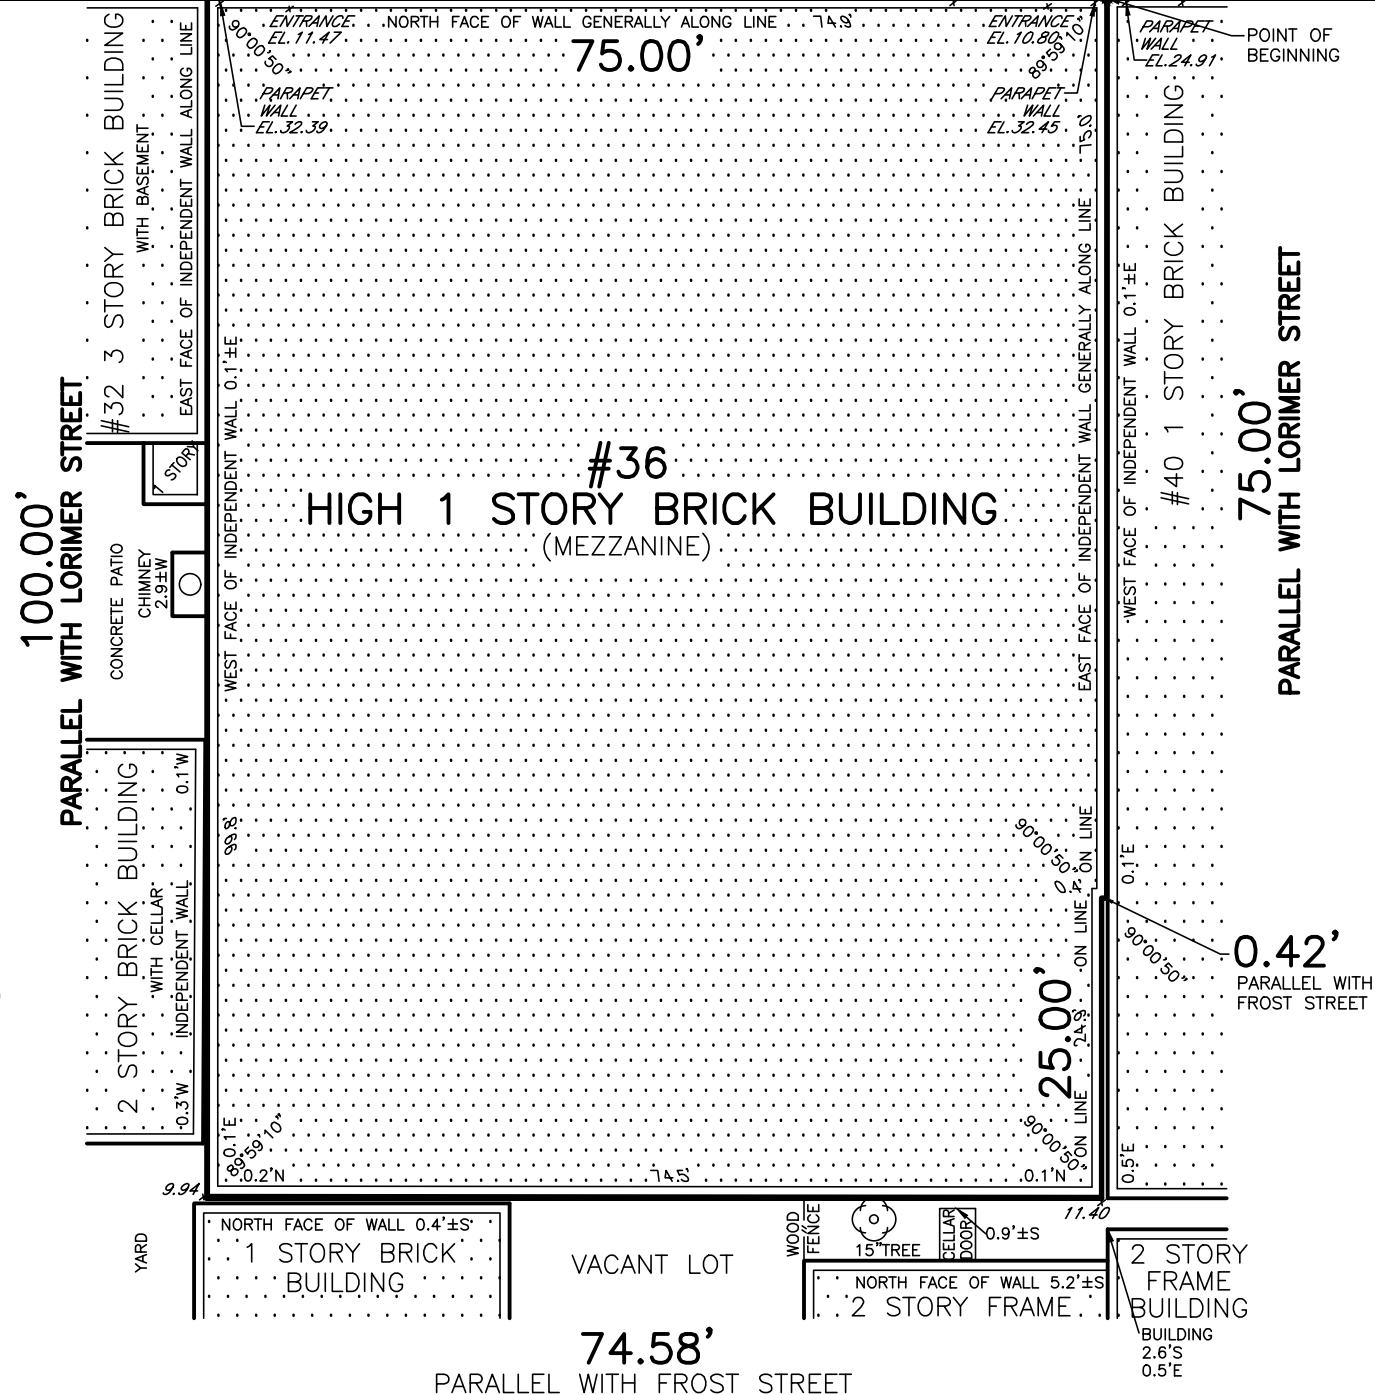 NORTH FACE OF WALL GENERALLY ALONG LINE
74.9'
75.00'
ENTRANCE
EL.11.47
90°00'50"
PARAPET
WALL
EL.32.39
ENTRANCE
EL.10.80
89°59'10"
PARAPET
WALL
EL.32.45
75.0'
PARAPET
WALL
EL.24.91
POINT OF
BEGINNING
#32 3 STORY BRICK BUILDING
WITH BASEMENT
EAST FACE OF INDEPENDENT WALL ALONG LINE
WEST FACE OF INDEPENDENT WALL 0.1'±E
EAST FACE OF INDEPENDENT WALL GENERALLY ALONG LINE
WEST FACE OF INDEPENDENT WALL 0.1'±E
#40 1 STORY BRICK BUILDING
75.00'
PARALLEL WITH LORIMER STREET
100.00'
PARALLEL WITH LORIMER STREET
STORY
#36
HIGH 1 STORY BRICK BUILDING
(MEZZANINE)
CONCRETE PATIO
CHIMNEY
2.9±W
2 STORY BRICK BUILDING
WITH CELLAR
INDEPENDENT WALL
0.1'W
0.3'W
99.8'
90°00'50"
ON LINE
0.4'
ON LINE
0.1'E
90°00'50"
0.42'
PARALLEL WITH
FROST STREET
25.00'
24.9'
ON LINE
90°00'50"
0.5'E
0.1'E
89°59'10"
0.2'N
74.5'
0.1'N
9.94
11.40
YARD
NORTH FACE OF WALL 0.4'±S
1 STORY BRICK
BUILDING
VACANT LOT
WOOD
FENCE
15"TREE
CELLAR
DOOR
0.9'±S
NORTH FACE OF WALL 5.2'±S
2 STORY FRAME
2 STORY
FRAME
BUILDING
BUILDING
2.6'S
0.5'E
74.58'
PARALLEL WITH FROST STREET